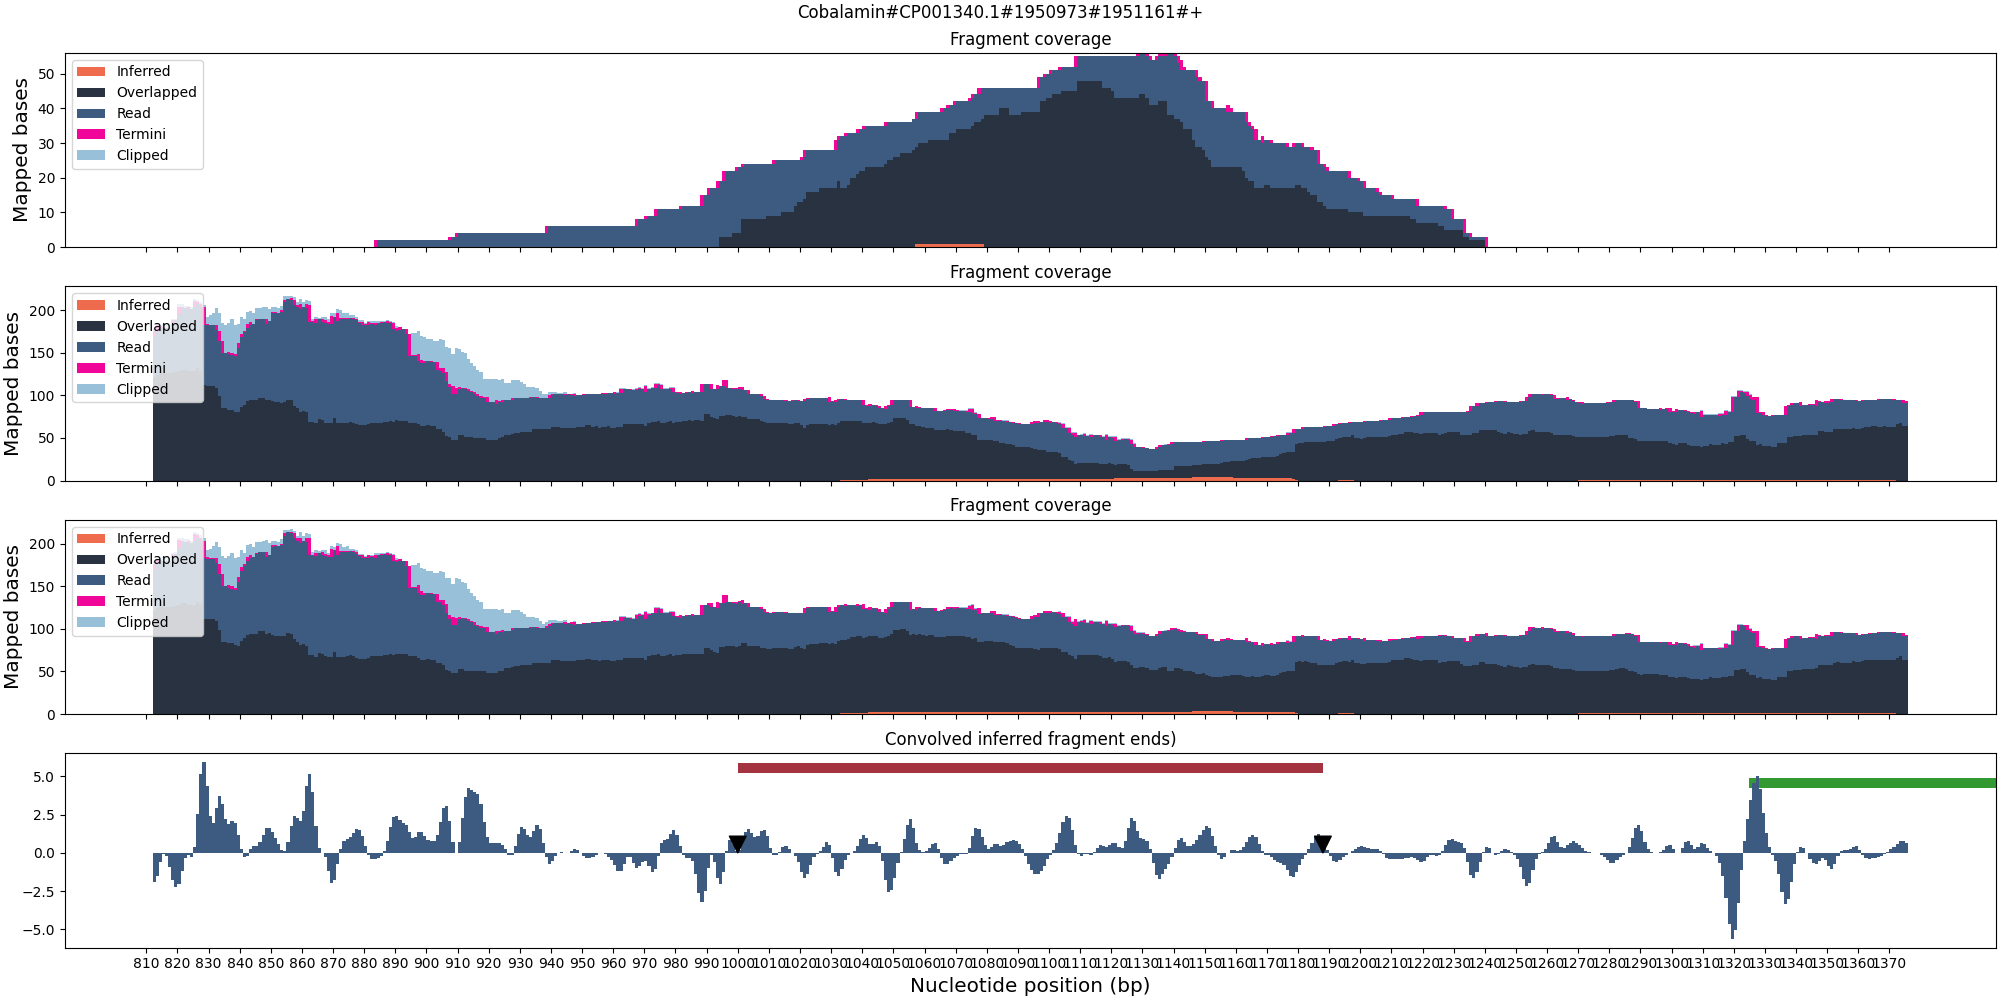 Cobalamin#CP001340.1#1950973#1951161#+
Fragment coverage
Mapped bases
50
40
30
20
10
0
Inferred
Overlapped
Read
Termini
Clipped
Fragment coverage
Mapped bases
200
150
100
50
0
Inferred
Overlapped
Read
Termini
Clipped
Fragment coverage
Mapped bases
200
150
100
50
0
Inferred
Overlapped
Read
Termini
Clipped
Convolved inferred fragment ends)
5.0
2.5
0.0
−2.5
−5.0
810 820 830 840 850 860 870 880 890 900 910 920 930 940 950 960 970 980 990 1000 1010 1020 1030 1040 1050 1060 1070 1080 1090 1100 1110 1120 1130 1140 1150 1160 1170 1180 1190 1200 1210 1220 1230 1240 1250 1260 1270 1280 1290 1300 1310 1320 1330 1340 1350 1360 1370
Nucleotide position (bp)